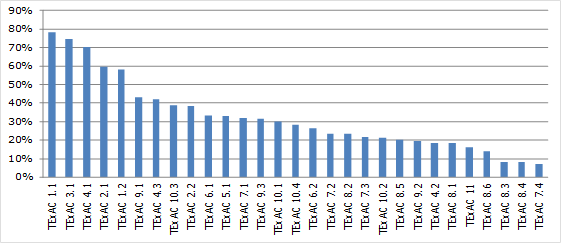 90%
80%
70%
60%
50%
40%
30%
20%
10%
0%
TExAC 1.1
TExAC 3.1
TExAC 4.1
TExAC 2.1
TExAC 1.2
TExAC 9.1
TExAC 4.3
TExAC 10.3
TExAC 2.2
TExAC 6.1
TExAC 5.1
TExAC 7.1
TExAC 9.3
TExAC 10.1
TExAC 10.4
TExAC 6.2
TExAC 7.2
TExAC 8.2
TExAC 7.3
TExAC 10.2
TExAC 8.5
TExAC 9.2
TExAC 4.2
TExAC 8.1
TExAC 11
TExAC 8.6
TExAC 8.3
TExAC 8.4
TExAC 7.4